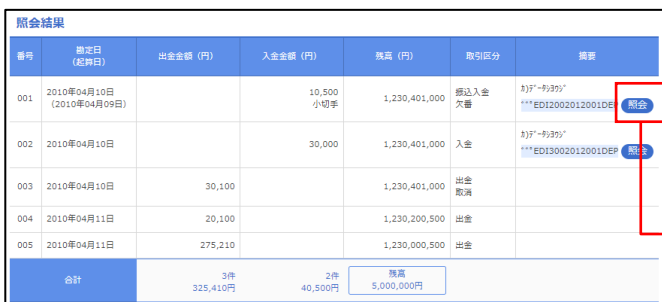 照会結果
番号 勘定日 出金金額（円） 入金金額（円） 残高（円） 取引区分 摘要
（起算日）
001 2010年04月10日 10,500 1,230,401,000 振込入金 ｶ)ﾃﾞｰﾀｼﾖｳｼﾞ
（2010年04月09日） 小切手 欠番 ***EDI2002012001DEP 照会
002 2010年04月10日 30,000 1,230,401,000 入金 ｶ)ﾃﾞｰﾀｼﾖｳｼﾞ
***EDI3002012001DEP 照会
003 2010年04月10日 30,100 1,230,401,000 出金
取消
004 2010年04月11日 20,100 1,230,200,500 出金
005 2010年04月11日 275,210 1,230,000,500 出金
合計 3件 2件 残高
325,410円 40,500円 5,000,000円